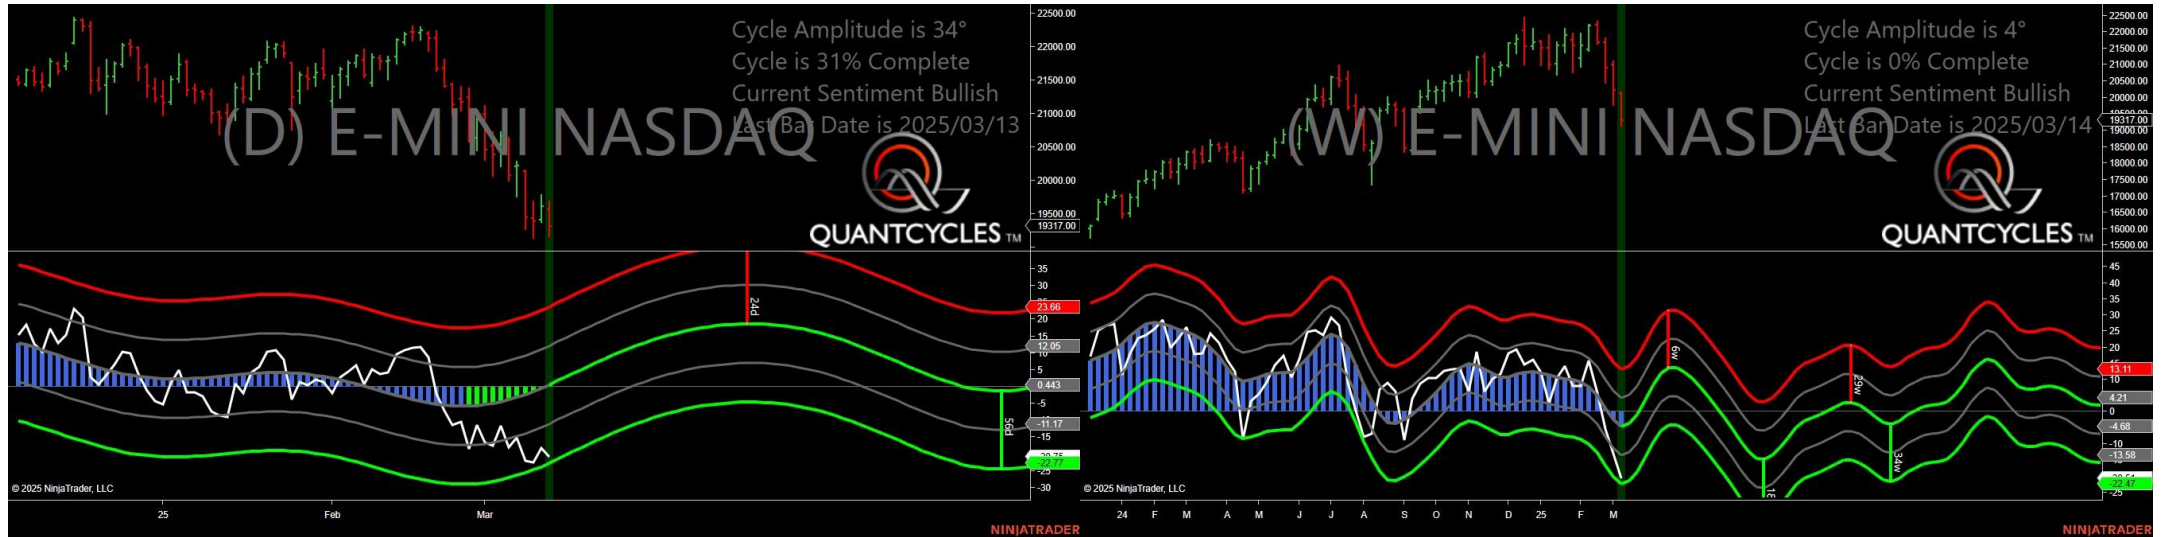 Cycle Amplitude is 34°
Cycle is 31% Complete
Current Sentiment Bullish
Last Bar Date is 2025/03/13
(D) E-MINI NASDAQ
QUANTCYCLES TM
22500.00
22000.00
21500.00
21000.00
20500.00
20000.00
19500.00
19317.00
35
30
23.66
20
15
12.05
10
5
0.443
-5
-11.17
-15
-22.77
-25
-30
24d
56d
© 2025 NinjaTrader, LLC
25 Feb Mar
NINJATRADER
Cycle Amplitude is 4°
Cycle is 0% Complete
Current Sentiment Bullish
Last Bar Date is 2025/03/14
(W) E-MINI NASDAQ
QUANTCYCLES TM
22500.00
22000.00
21500.00
21000.00
20500.00
20000.00
19317.00
19000.00
18500.00
18000.00
17500.00
17000.00
16500.00
16000.00
15500.00
45
40
35
30
25
20
15
13.11
10
4.21
0
-4.68
-10
-13.58
-22.47
-25
6w
29w
34w
© 2025 NinjaTrader, LLC
24 F M A M J J A S O N D 25 F M
NINJATRADER